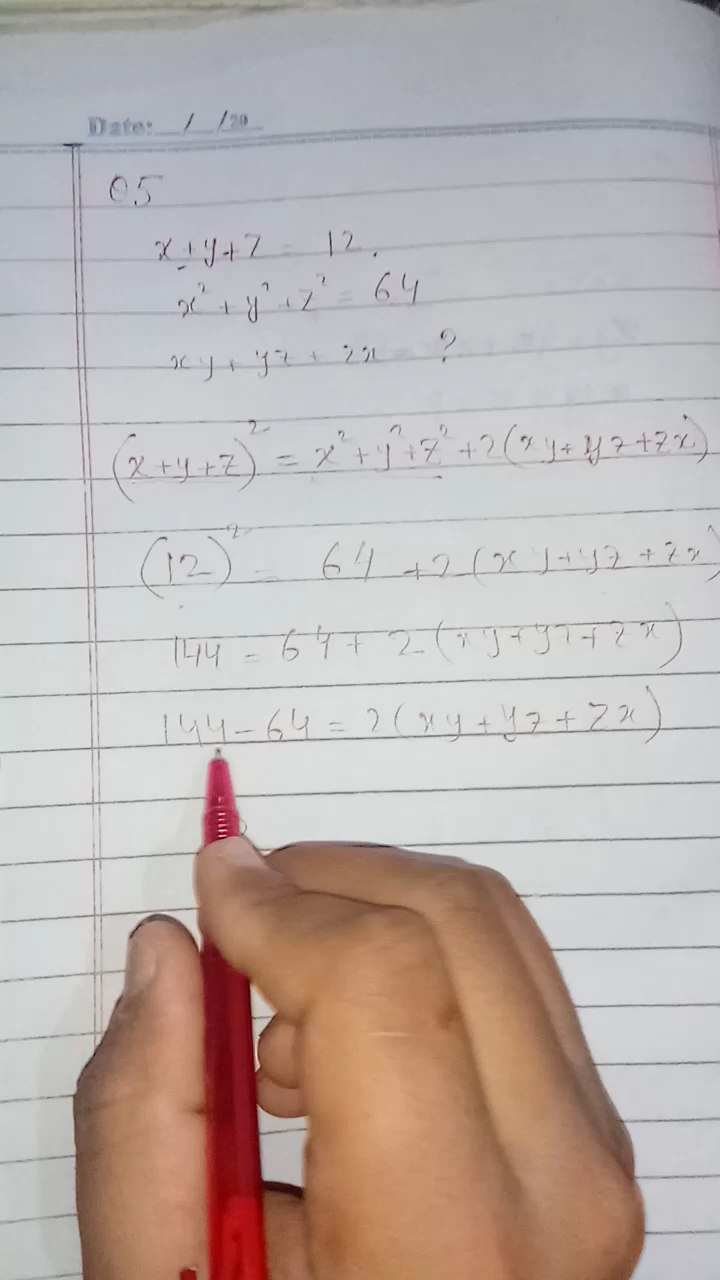 Date: / /20
05
x+y+z = 12.
x²+y²+z² = 64
xy+yz+zx = ?
(x+y+z)² = x²+y²+z²+2(xy+yz+zx)
(12)² = 64+2(xy+yz+zx)
144 = 64+2(xy+yz+zx)
144-64 = 2(xy+yz+zx)